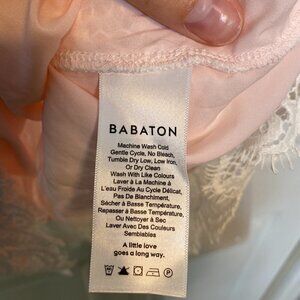 BABATON
Machine Wash Cold
Gentle Cycle, No Bleach,
Tumble Dry Low, Low Iron,
Or Dry Clean
Wash With Like Colours
Laver À La Machine À
L'eau Froide Au Cycle Délicat,
Pas De Blanchiment,
Sécher à Basse Température,
Repasser à Basse Température,
Ou Nettoyer à Sec
Laver Avec Des Couleurs
Semblables
A little love
goes a long way.